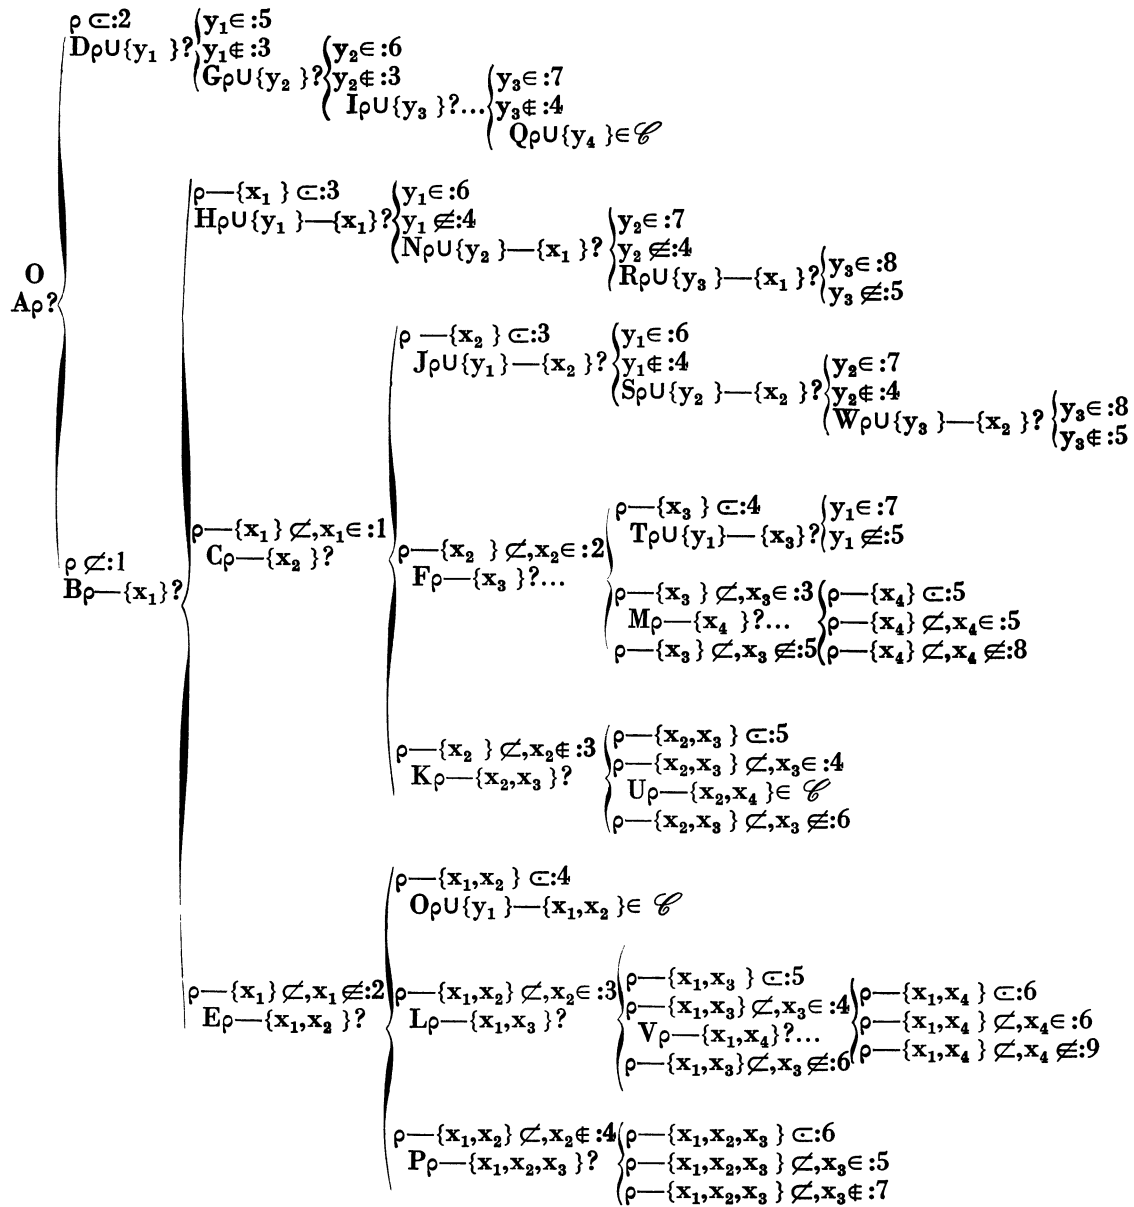 ρ ⋐:2
Dρ∪{y₁ }?
y₁∈:5
y₁∉:3
Gρ∪{y₂ }?
y₂∈:6
y₂∉:3
Iρ∪{y₃ }?...
y₃∈:7
y₃∉:4
Qρ∪{y₄ }∈𝒞
O
Aρ?
ρ—{x₁ } ⋐:3
Hρ∪{y₁ }—{x₁}?
y₁∈:6
y₁ ∉:4
Nρ∪{y₂ }—{x₁ }?
y₂∈:7
y₂ ∉:4
Rρ∪{y₃ }—{x₁ }?
y₃∈:8
y₃ ∉:5
ρ —{x₂ } ⋐:3
Jρ∪{y₁}—{x₂ }?
y₁∈:6
y₁∉:4
Sρ∪{y₂ }—{x₂ }?
y₂∈:7
y₂∉:4
Wρ∪{y₃ }—{x₂ }?
y₃∈:8
y₃∉:5
ρ ⊄:1
Bρ—{x₁}?
ρ—{x₁} ⊄,x₁∈:1
Cρ—{x₂ }?
ρ—{x₂ } ⊄,x₂∈:2
Fρ—{x₃ }?...
ρ—{x₃ } ⋐:4
Tρ∪{y₁}—{x₃}?
y₁∈:7
y₁ ∉:5
ρ—{x₃ } ⊄,x₃∈:3
Mρ—{x₄ }?...
ρ—{x₃} ⊄,x₃ ∉:5
ρ—{x₄} ⋐:5
ρ—{x₄} ⊄,x₄∈:5
ρ—{x₄} ⊄,x₄ ∉:8
ρ—{x₂ } ⊄,x₂∉:3
Kρ—{x₂,x₃ }?
ρ—{x₂,x₃ } ⋐:5
ρ—{x₂,x₃ } ⊄,x₃∈:4
Uρ—{x₂,x₄ }∈ 𝒞
ρ—{x₂,x₃ } ⊄,x₃ ∉:6
ρ—{x₁} ⊄,x₁ ∉:2
Eρ—{x₁,x₂ }?
ρ—{x₁,x₂ } ⋐:4
Oρ∪{y₁ }—{x₁,x₂ }∈ 𝒞
ρ—{x₁,x₂} ⊄,x₂∈:3
Lρ—{x₁,x₃ }?
ρ—{x₁,x₃ } ⋐:5
ρ—{x₁,x₃} ⊄,x₃∈:4
Vρ—{x₁,x₄}?...
ρ—{x₁,x₃}⊄,x₃ ∉:6
ρ—{x₁,x₄ } ⋐:6
ρ—{x₁,x₄ } ⊄,x₄∈:6
ρ—{x₁,x₄ } ⊄,x₄ ∉:9
ρ—{x₁,x₂} ⊄,x₂∉:4
Pρ—{x₁,x₂,x₃ }?
ρ—{x₁,x₂,x₃ } ⋐:6
ρ—{x₁,x₂,x₃ } ⊄,x₃∈:5
ρ—{x₁,x₂,x₃ } ⊄,x₃∉:7